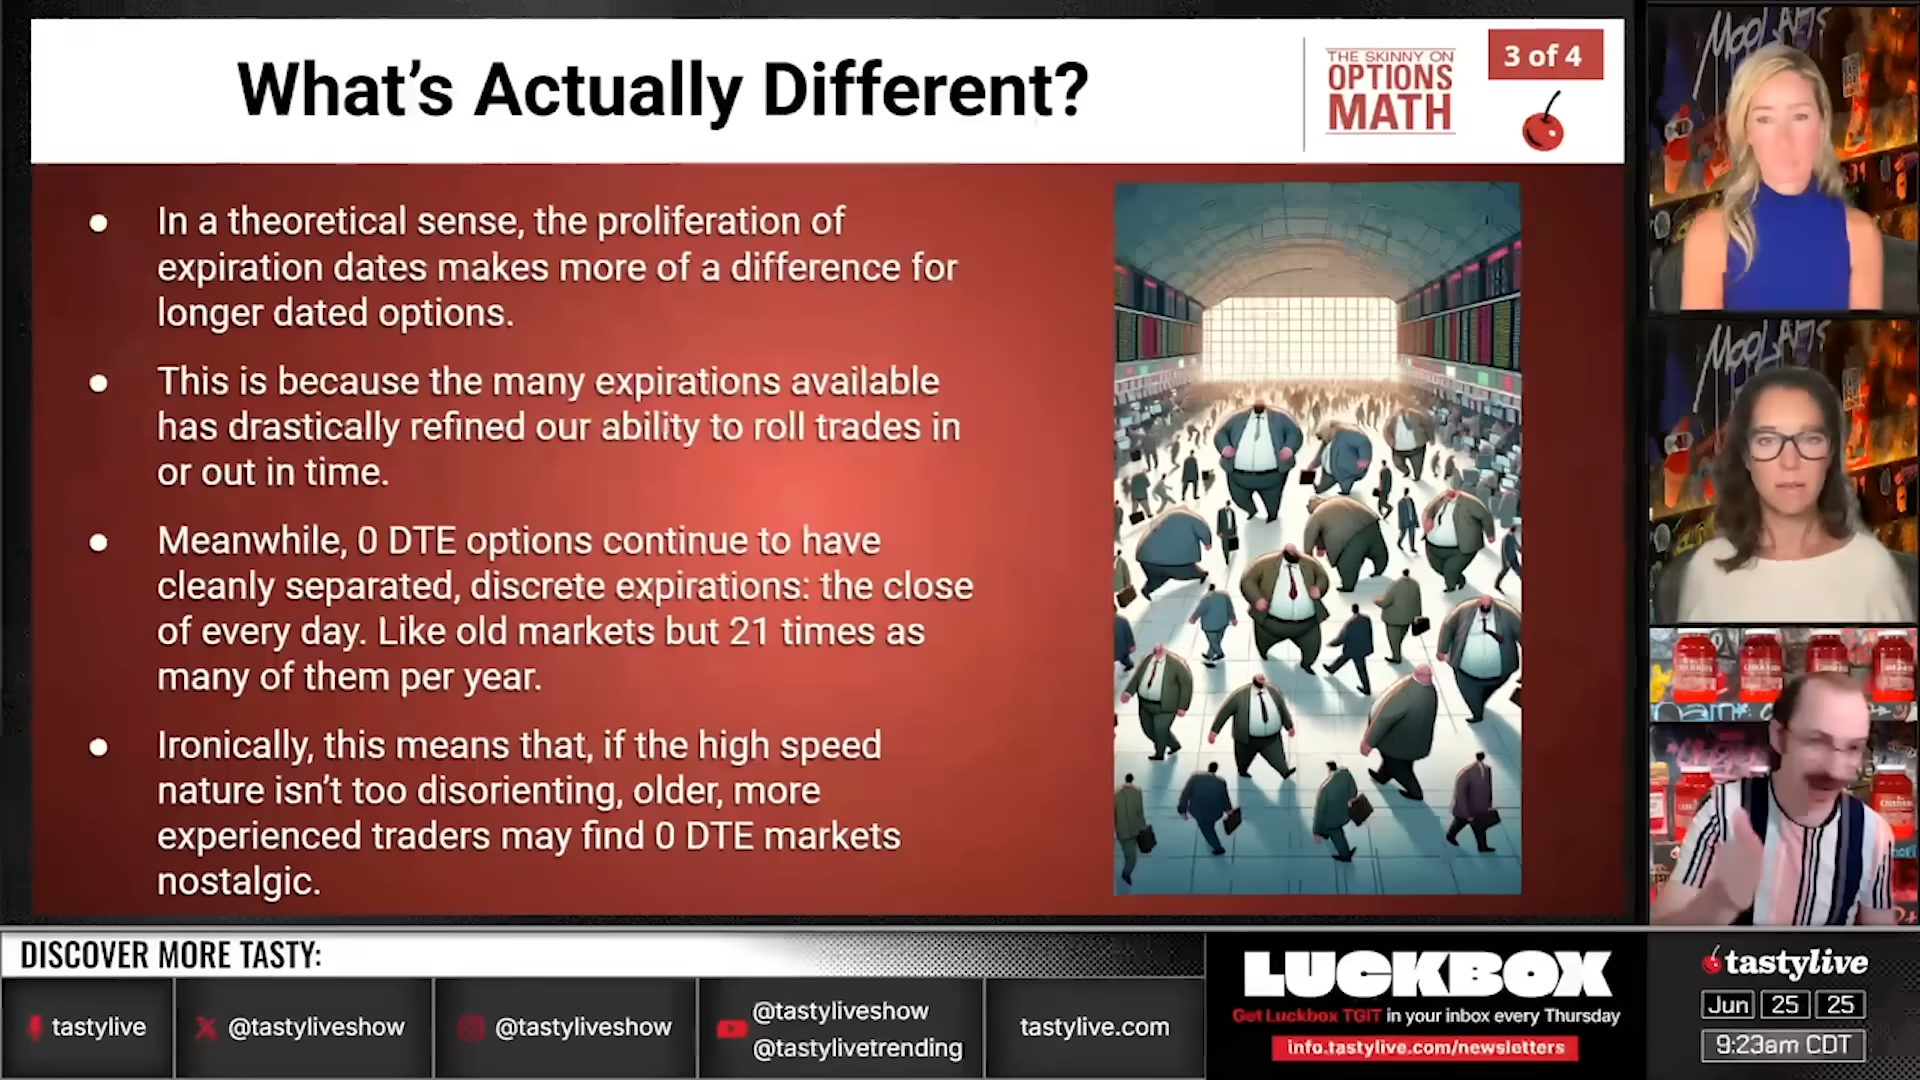 What's Actually Different?
THE SKINNY ON
OPTIONS
MATH
3 of 4
In a theoretical sense, the proliferation of
expiration dates makes more of a difference for
longer dated options.
This is because the many expirations available
has drastically refined our ability to roll trades in
or out in time.
Meanwhile, 0 DTE options continue to have
cleanly separated, discrete expirations: the close
of every day. Like old markets but 21 times as
many of them per year.
Ironically, this means that, if the high speed
nature isn't too disorienting, older, more
experienced traders may find 0 DTE markets
nostalgic.
DISCOVER MORE TASTY:
tastylive
@tastyliveshow
@tastyliveshow
@tastyliveshow
@tastylivetrending
tastylive.com
LUCKBOX
Get Luckbox TGIT in your inbox every Thursday
info.tastylive.com/newsletters
tastylive
Jun 25 25
9:23am CDT